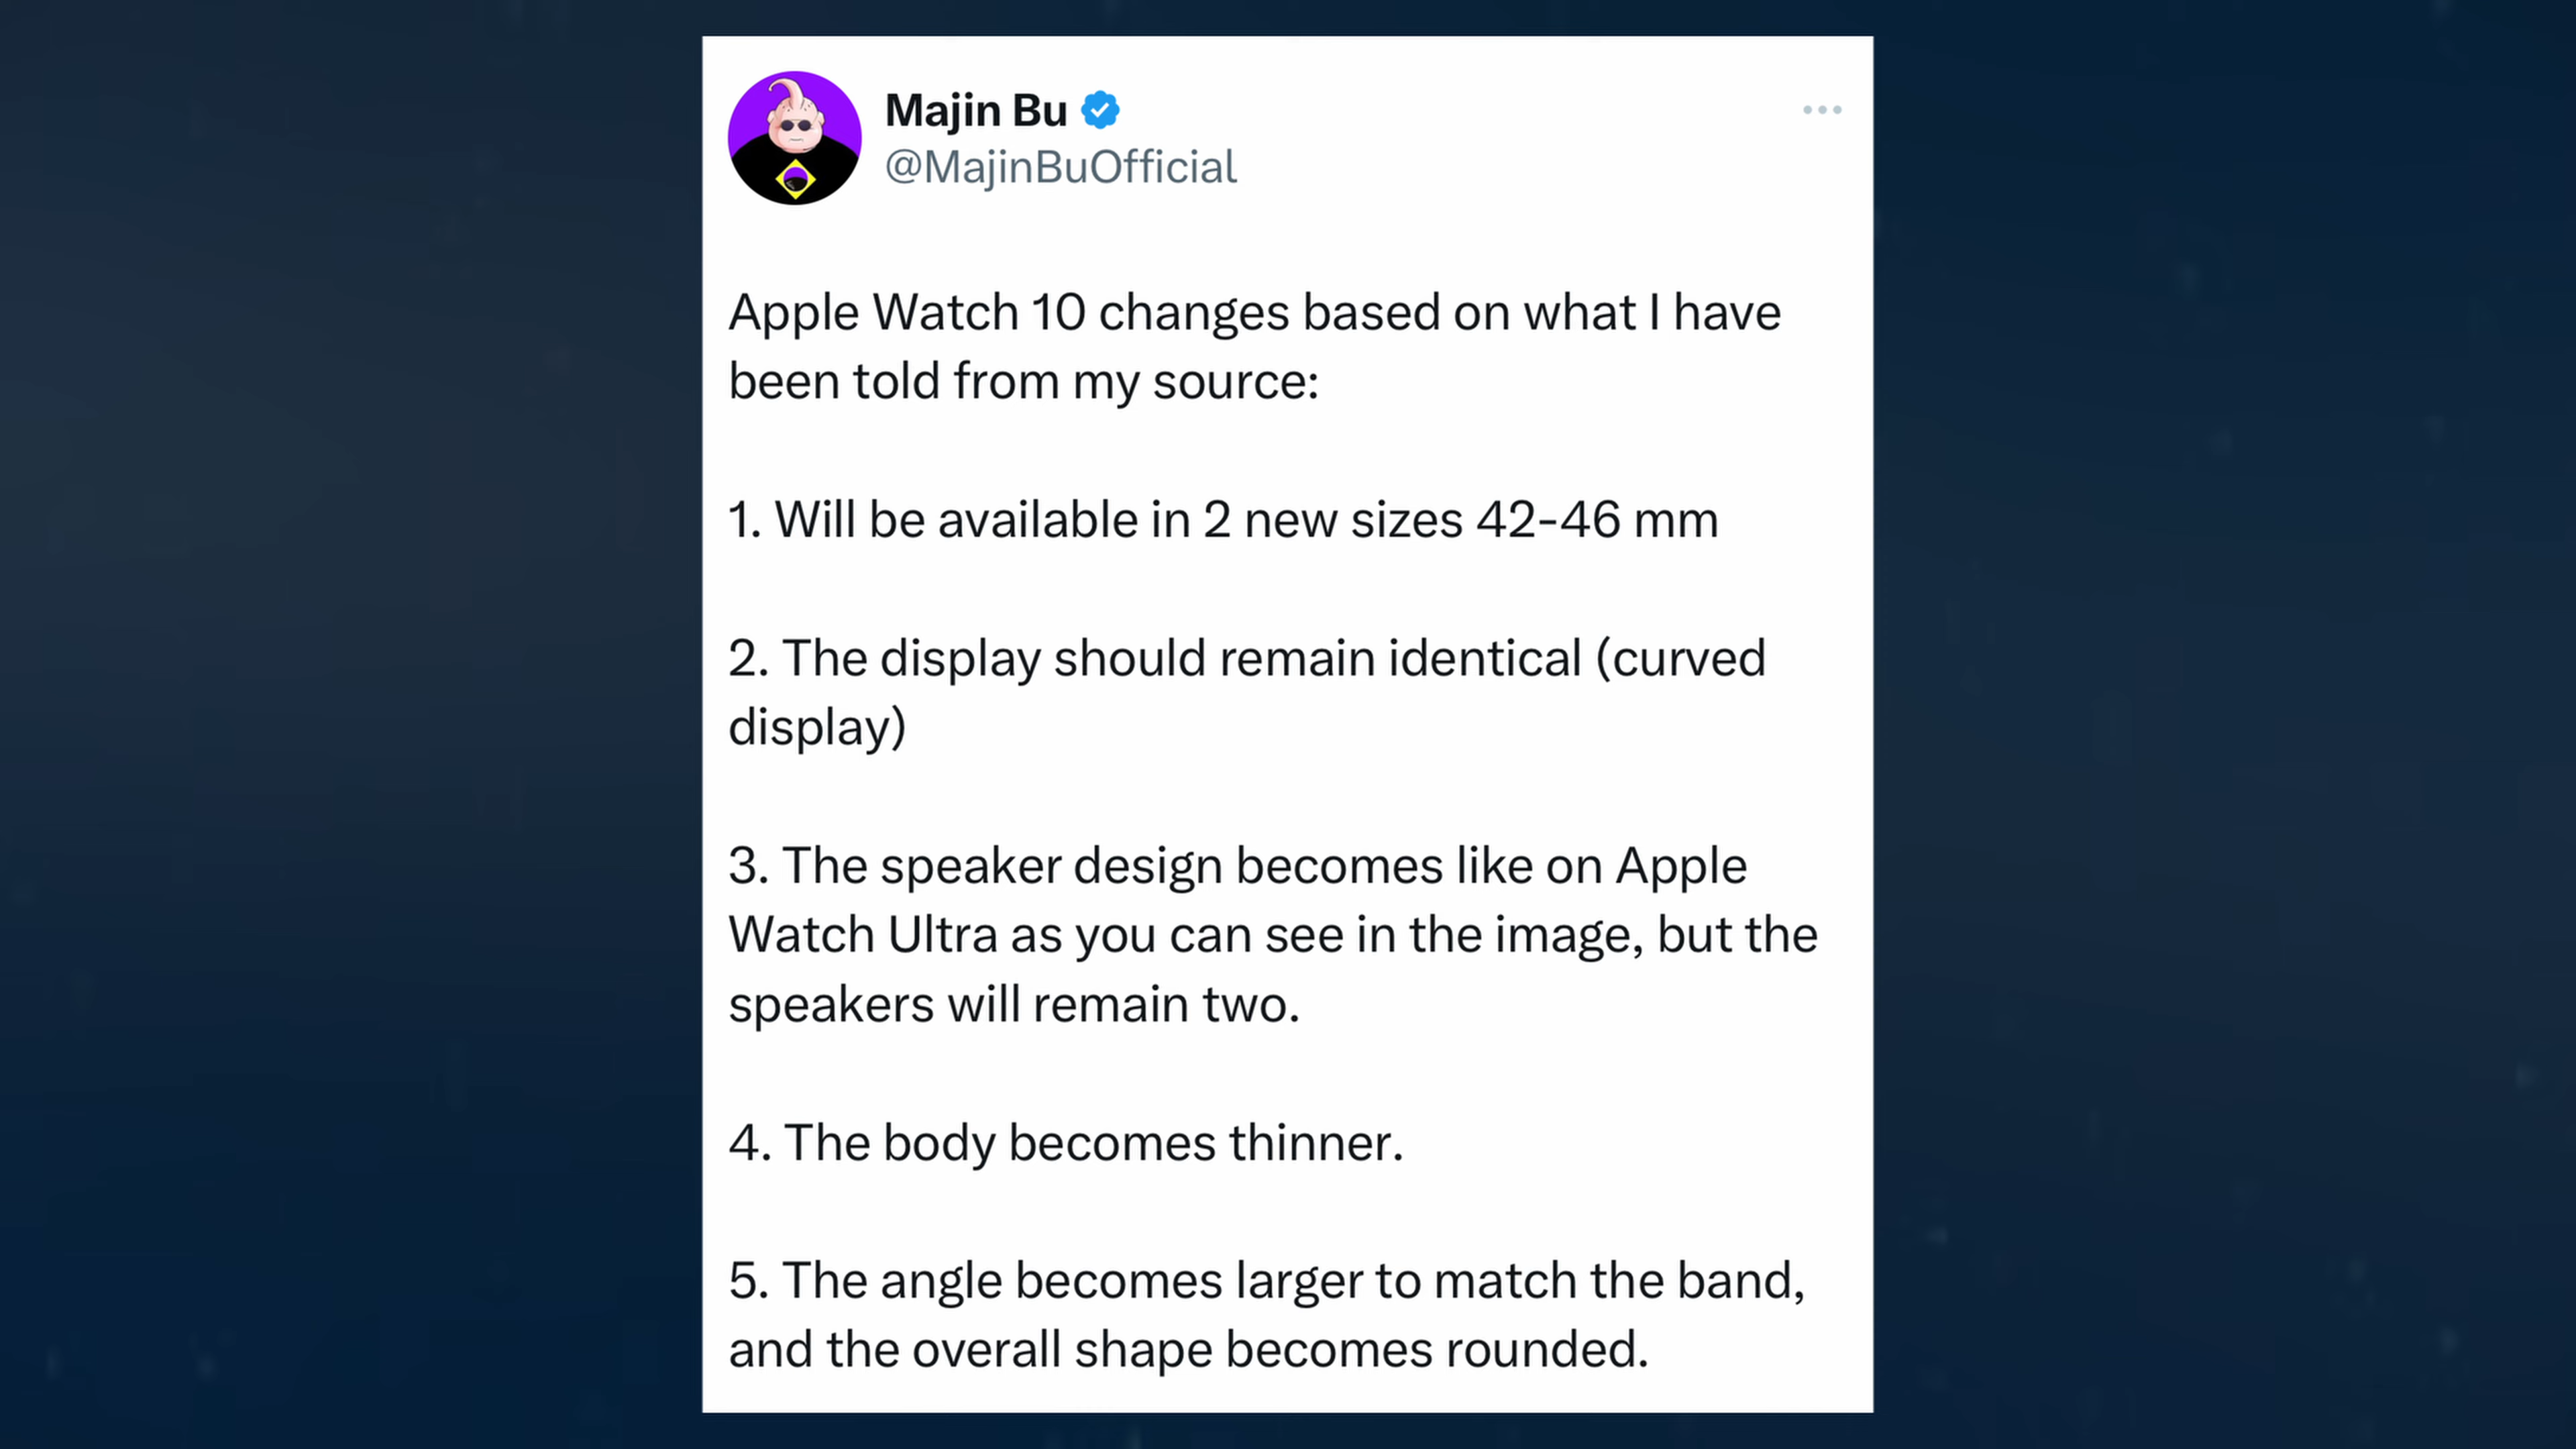 Majin Bu
@MajinBuOfficial
Apple Watch 10 changes based on what I have
been told from my source:
1. Will be available in 2 new sizes 42-46 mm
2. The display should remain identical (curved
display)
3. The speaker design becomes like on Apple
Watch Ultra as you can see in the image, but the
speakers will remain two.
4. The body becomes thinner.
5. The angle becomes larger to match the band,
and the overall shape becomes rounded.